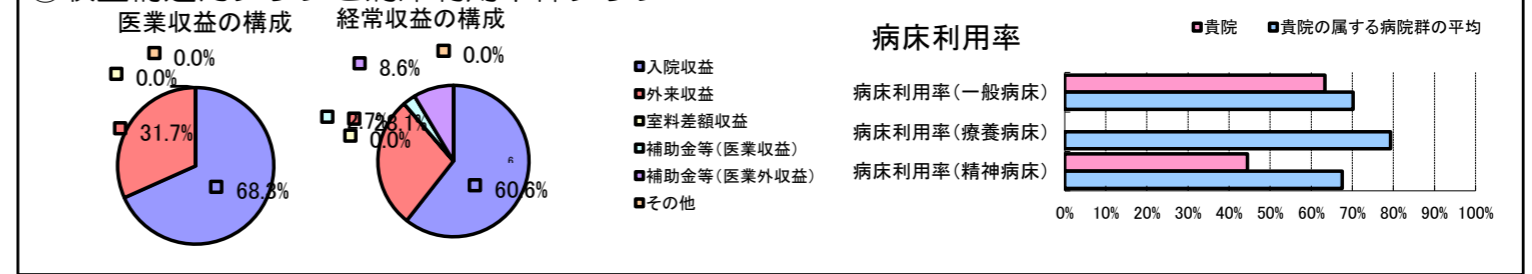 医業収益の構成
0.0%
0.0%
31.7%
68.3%
経常収益の構成
0.0%
8.6%
2.7%
28.1%
0.0%
60.6%
入院収益
外来収益
室料差額収益
補助金等(医業収益)
補助金等(医業外収益)
その他
病床利用率
貴院 貴院の属する病院群の平均
病床利用率(一般病床)
病床利用率(療養病床)
病床利用率(精神病床)
0% 10% 20% 30% 40% 50% 60% 70% 80% 90% 100%